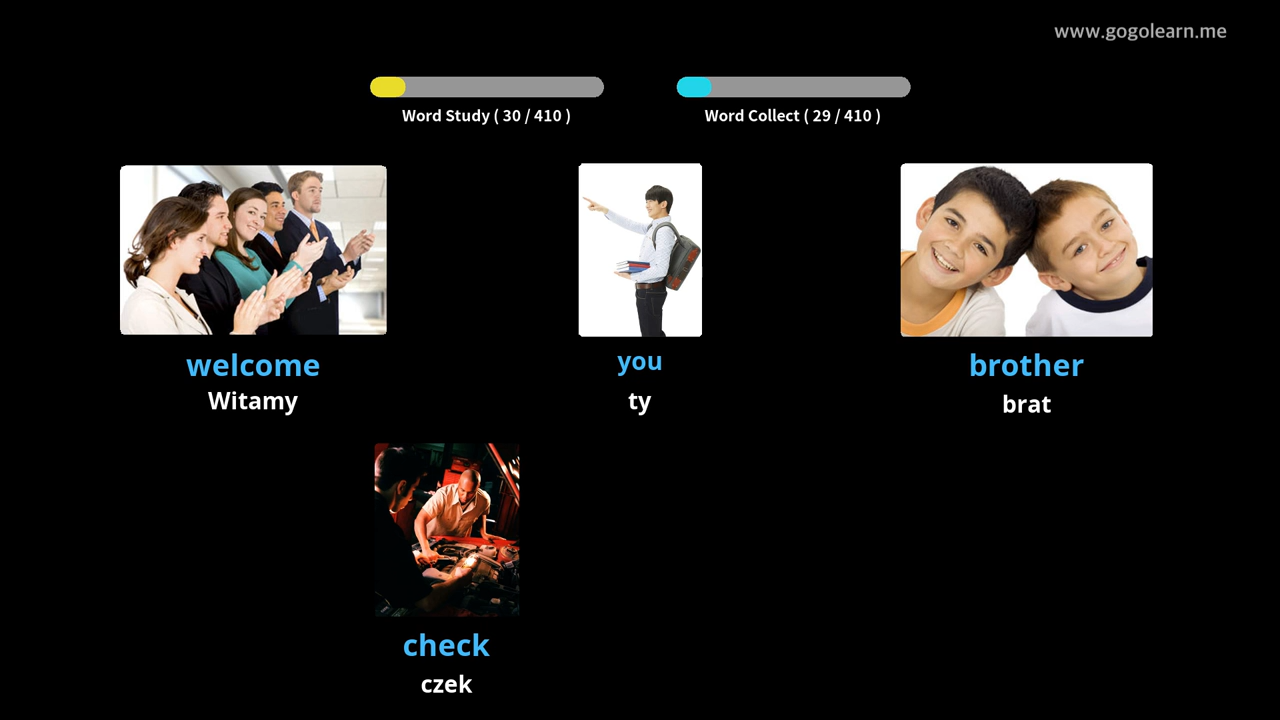 www.gogolearn.me
Word Study ( 30 / 410 )
Word Collect ( 29 / 410 )
welcome
Witamy
you
ty
brother
brat
check
czek